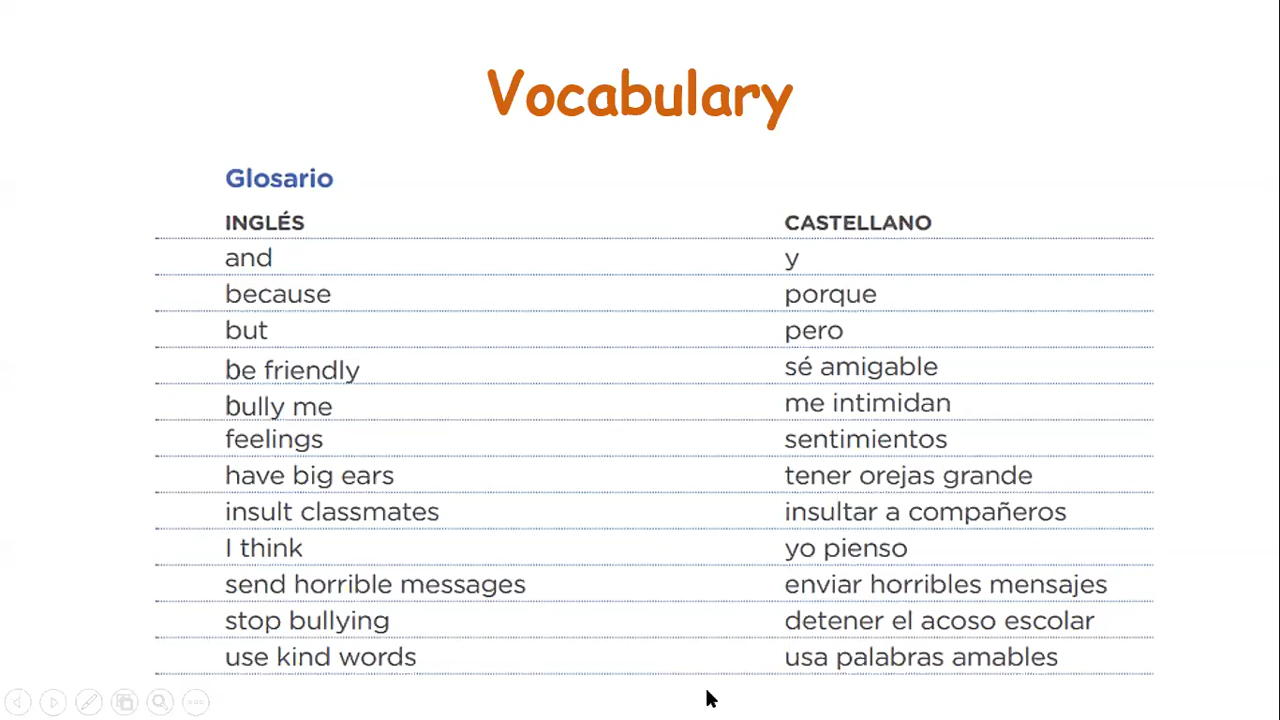 Vocabulary
Glosario
INGLÉS CASTELLANO
and y
because porque
but pero
be friendly sé amigable
bully me me intimidan
feelings sentimientos
have big ears tener orejas grande
insult classmates insultar a compañeros
I think yo pienso
send horrible messages enviar horribles mensajes
stop bullying detener el acoso escolar
use kind words usa palabras amables